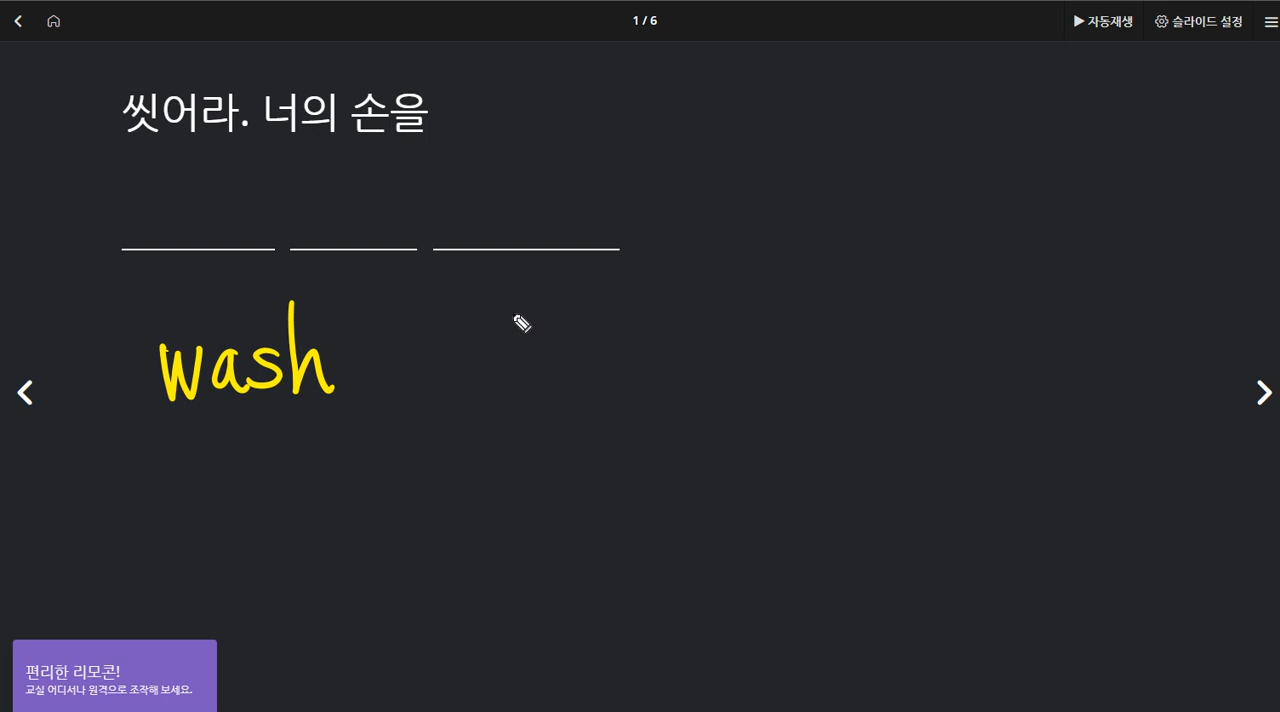 1 / 6
자동재생
슬라이드 설정
씻어라. 너의 손을
wash
편리한 리모콘!
교실 어디서나 원격으로 조작해 보세요.